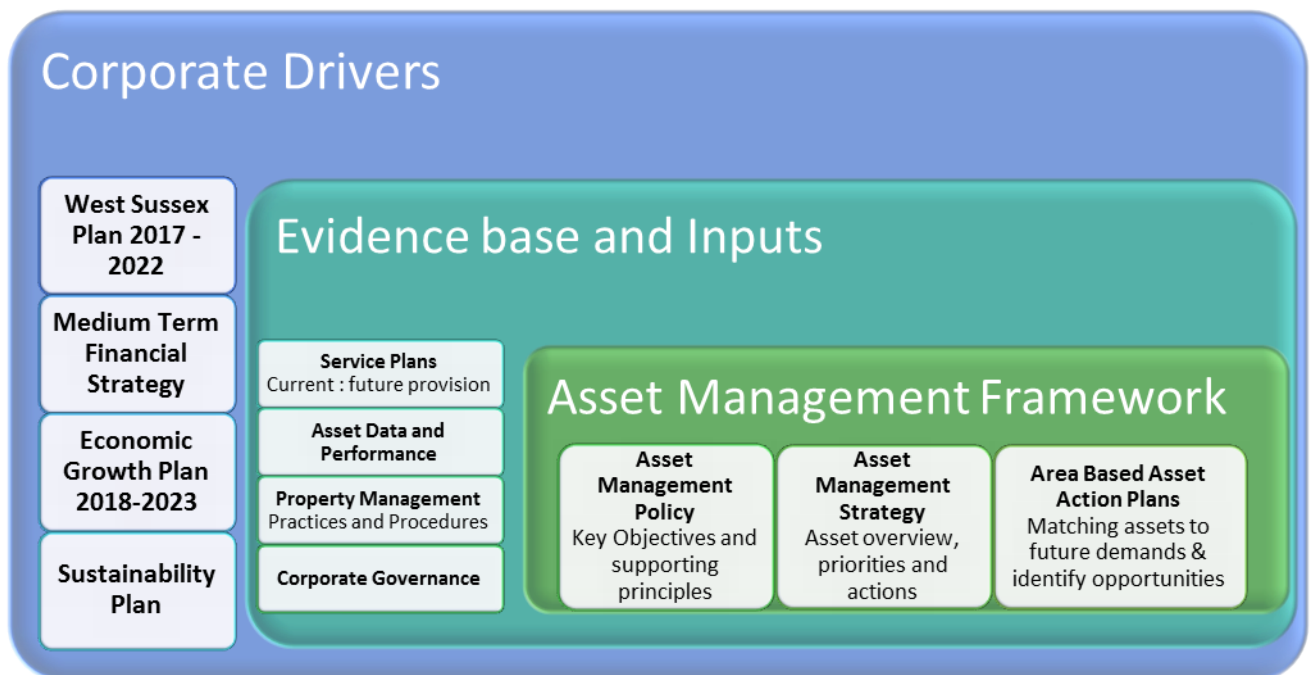 Corporate Drivers
West Sussex
Plan 2017 -
2022
Medium Term
Financial
Strategy
Economic
Growth Plan
2018-2023
Sustainability
Plan
Evidence base and Inputs
Service Plans
Current : future provision
Asset Data and
Performance
Property Management
Practices and Procedures
Corporate Governance
Asset Management Framework
Asset
Management
Policy
Key Objectives and
supporting
principles
Asset
Management
Strategy
Asset overview,
priorities and
actions
Area Based Asset
Action Plans
Matching assets to
future demands &
identify opportunities